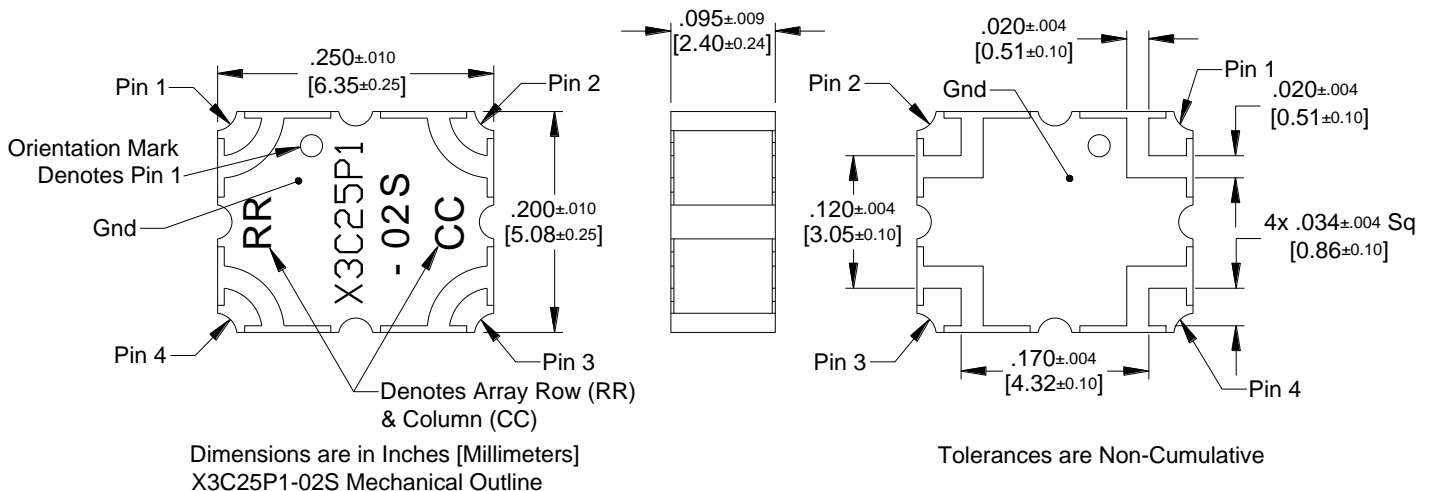 .250±.010
[6.35±0.25]
Pin 1
Pin 2
Orientation Mark
Denotes Pin 1
Gnd
RR
X3C25P1
-02S
CC
.200±.010
[5.08±0.25]
Pin 4
Pin 3
Denotes Array Row (RR)
& Column (CC)
Dimensions are in Inches [Millimeters]
X3C25P1-02S Mechanical Outline
.095±.009
[2.40±0.24]
.020±.004
[0.51±0.10]
Pin 2
Gnd
Pin 1
.020±.004
[0.51±0.10]
.120±.004
[3.05±0.10]
4x .034±.004 Sq
[0.86±0.10]
Pin 3
.170±.004
[4.32±0.10]
Pin 4
Tolerances are Non-Cumulative